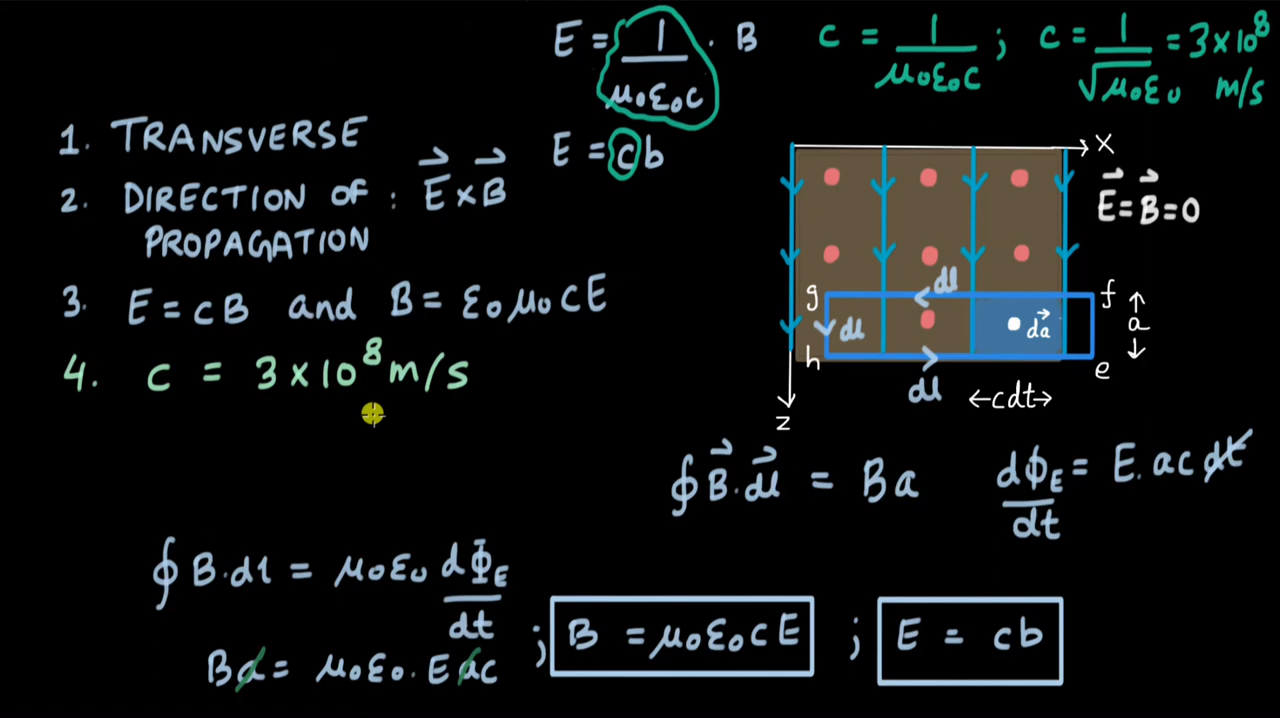 E = 1/μ₀ε₀c · B
c = 1/μ₀ε₀c ; c = 1/√μ₀ε₀ = 3×10⁸ m/s
E = cb
1. TRANSVERSE
2. DIRECTION OF : E⃗ × B⃗
PROPAGATION
3. E = cB and B = ε₀μ₀cE
4. c = 3×10⁸ m/s
x
E⃗ = B⃗ = 0
g
dl
f
dl
da⃗
a
h
e
dl
←cdt→
z
∮B⃗.dl⃗ = Ba
dϕ_E/dt = E.ac dt
∮B.dl = μ₀ε₀ dΦ_E/dt
; B = μ₀ε₀cE ; E = cb
Ba = μ₀ε₀.Eac